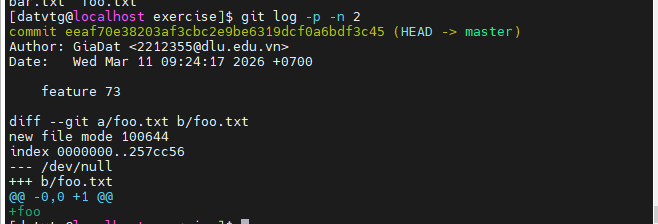 bar.txt foo.txt
[datvtg@localhost exercise]$ git log -p -n 2
commit eeaf70e38203af3cbc2e9be6319dcf0a6bdf3c45 (HEAD -> master)
Author: GiaDat <2212355@dlu.edu.vn>
Date:   Wed Mar 11 09:24:17 2026 +0700
    feature 73
diff --git a/foo.txt b/foo.txt
new file mode 100644
index 0000000..257cc56
--- /dev/null
+++ b/foo.txt
@@ -0,0 +1 @@
+foo
[datvtg@localhost exercise]$